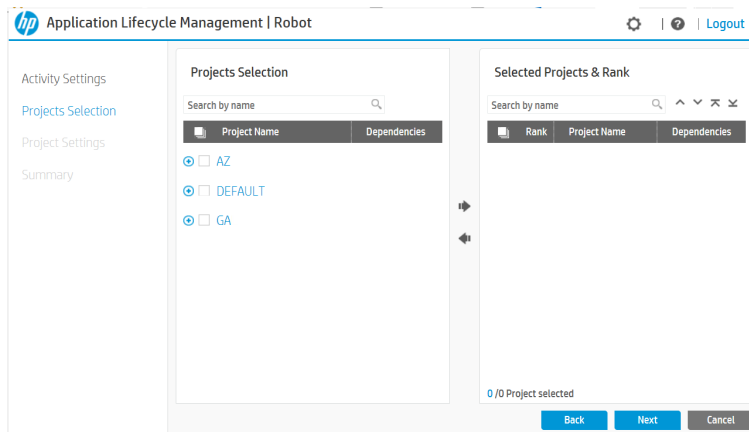 hp Application Lifecycle Management | Robot
| ? | Logout
Activity Settings
Projects Selection
Project Settings
Summary
Projects Selection
Search by name
Project Name Dependencies
AZ
DEFAULT
GA
Selected Projects & Rank
Search by name
Rank Project Name Dependencies
0 /0 Project selected
Back Next Cancel